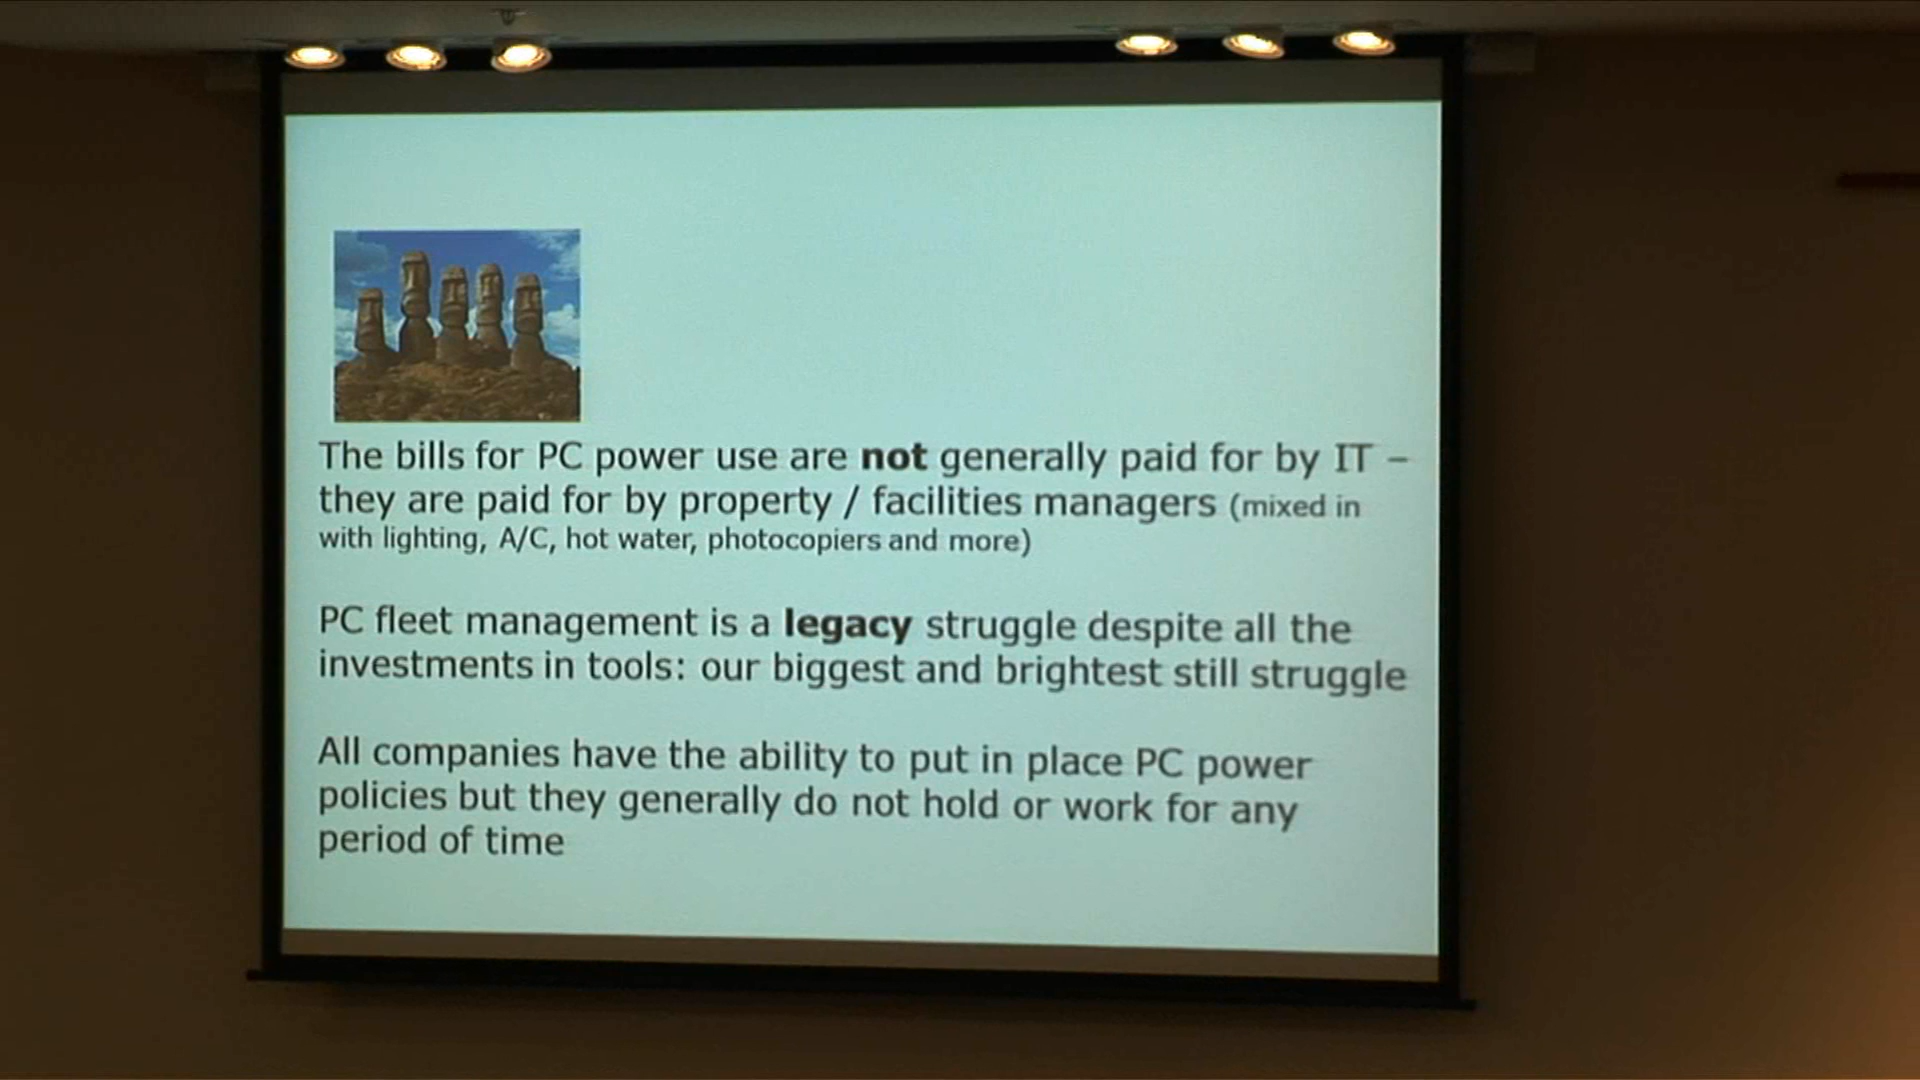 The bills for PC power use are not generally paid for by IT –
they are paid for by property / facilities managers (mixed in
with lighting, A/C, hot water, photocopiers and more)
PC fleet management is a legacy struggle despite all the
investments in tools: our biggest and brightest still struggle
All companies have the ability to put in place PC power
policies but they generally do not hold or work for any
period of time